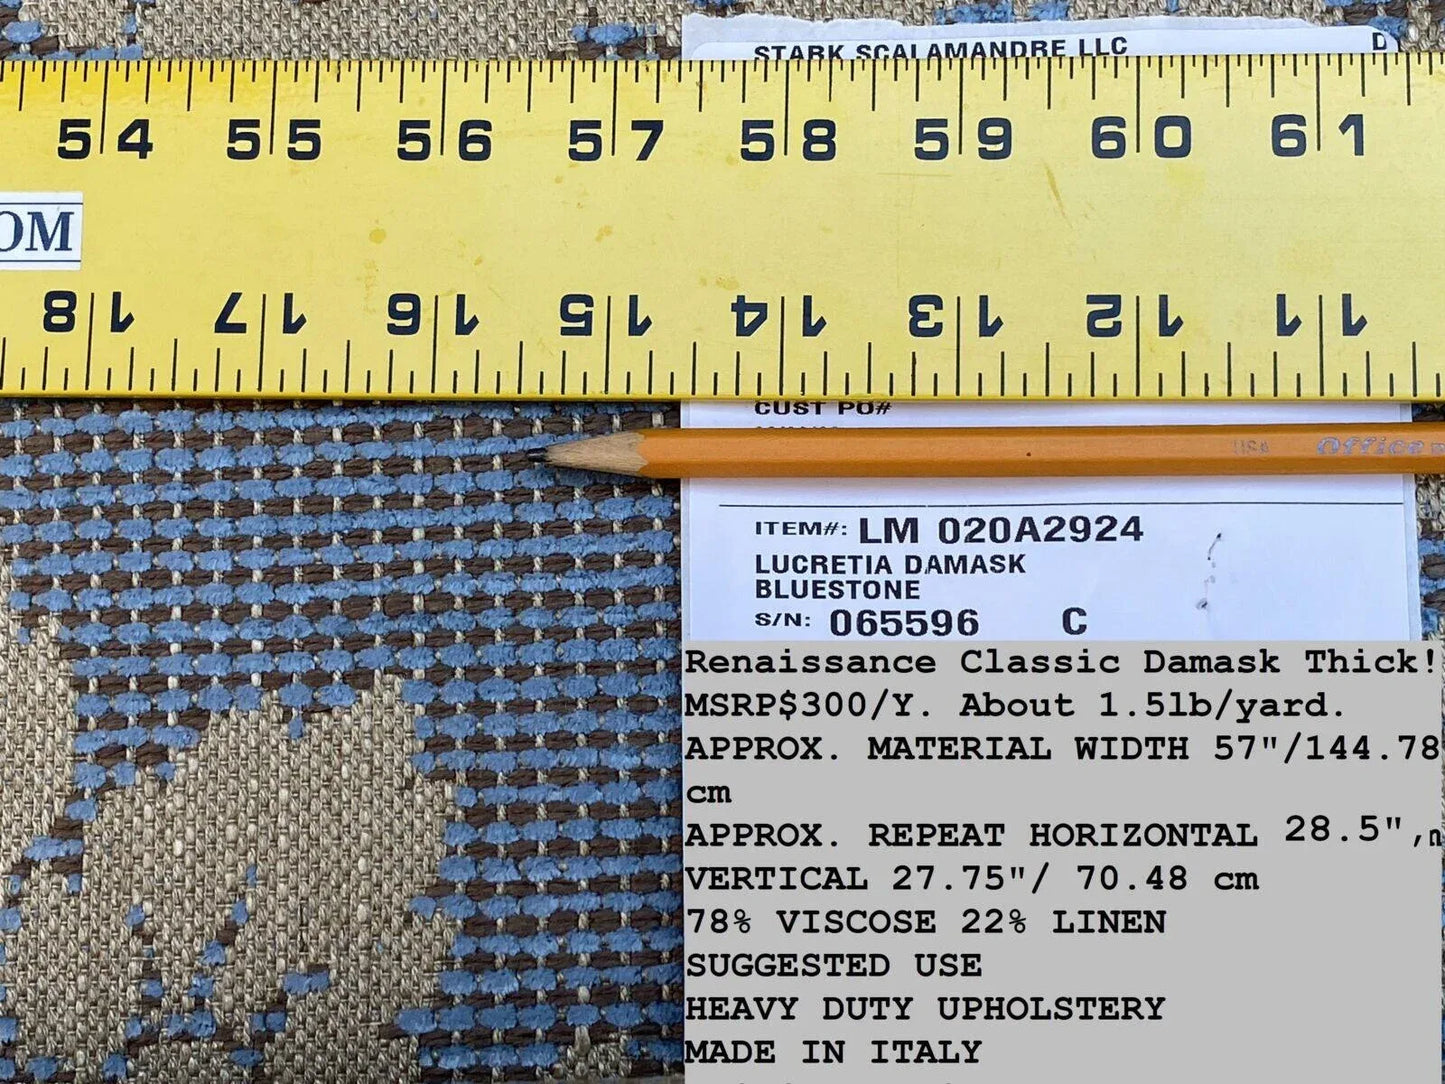 STARK SCALAMANDRE LLC D
54 55 56 57 58 59 60 61
OM
18 17 16 15 14 13 12 11
CUST PO#
USA Office
ITEM#: LM 020A2924
LUCRETIA DAMASK
BLUESTONE
S/N: 065596 C
Renaissance Classic Damask Thick!
MSRP$300/Y. About 1.5lb/yard.
APPROX. MATERIAL WIDTH 57"/144.78
cm
APPROX. REPEAT HORIZONTAL 28.5",
VERTICAL 27.75"/ 70.48 cm
78% VISCOSE 22% LINEN
SUGGESTED USE
HEAVY DUTY UPHOLSTERY
MADE IN ITALY